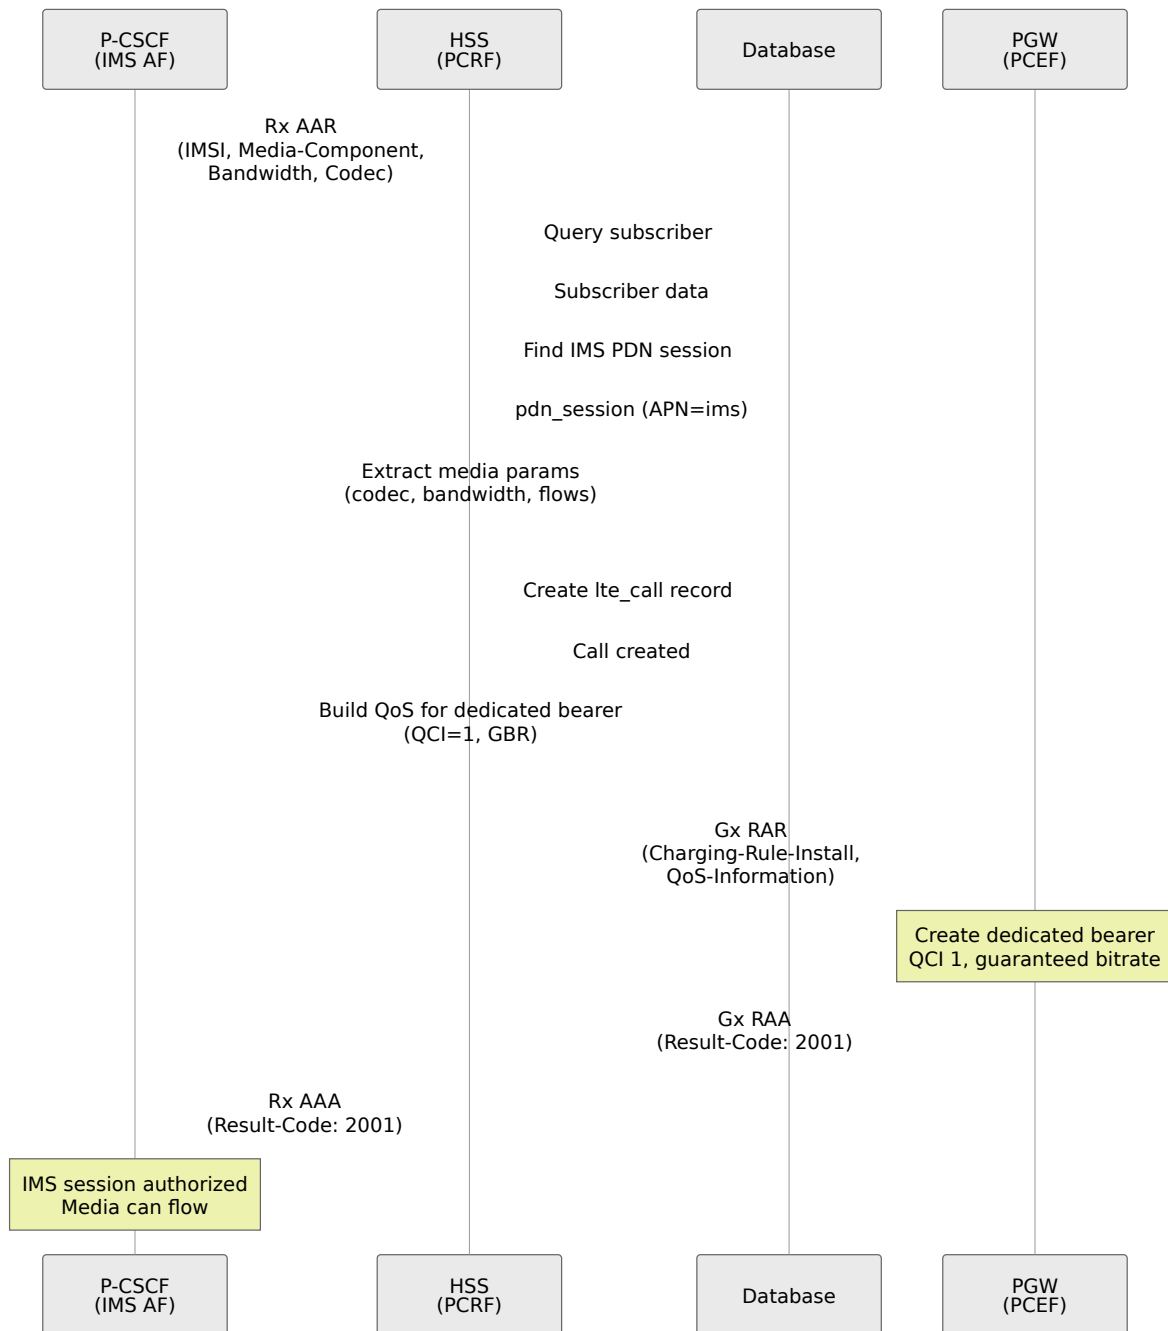 P-CSCF
(IMS AF)
HSS
(PCRF)
Database
PGW
(PCEF)
Rx AAR
(IMSI, Media-Component,
Bandwidth, Codec)
Query subscriber
Subscriber data
Find IMS PDN session
pdn_session (APN=ims)
Extract media params
(codec, bandwidth, flows)
Create lte_call record
Call created
Build QoS for dedicated bearer
(QCI=1, GBR)
Gx RAR
(Charging-Rule-Install,
QoS-Information)
Create dedicated bearer
QCI 1, guaranteed bitrate
Gx RAA
(Result-Code: 2001)
Rx AAA
(Result-Code: 2001)
IMS session authorized
Media can flow
P-CSCF
(IMS AF)
HSS
(PCRF)
Database
PGW
(PCEF)